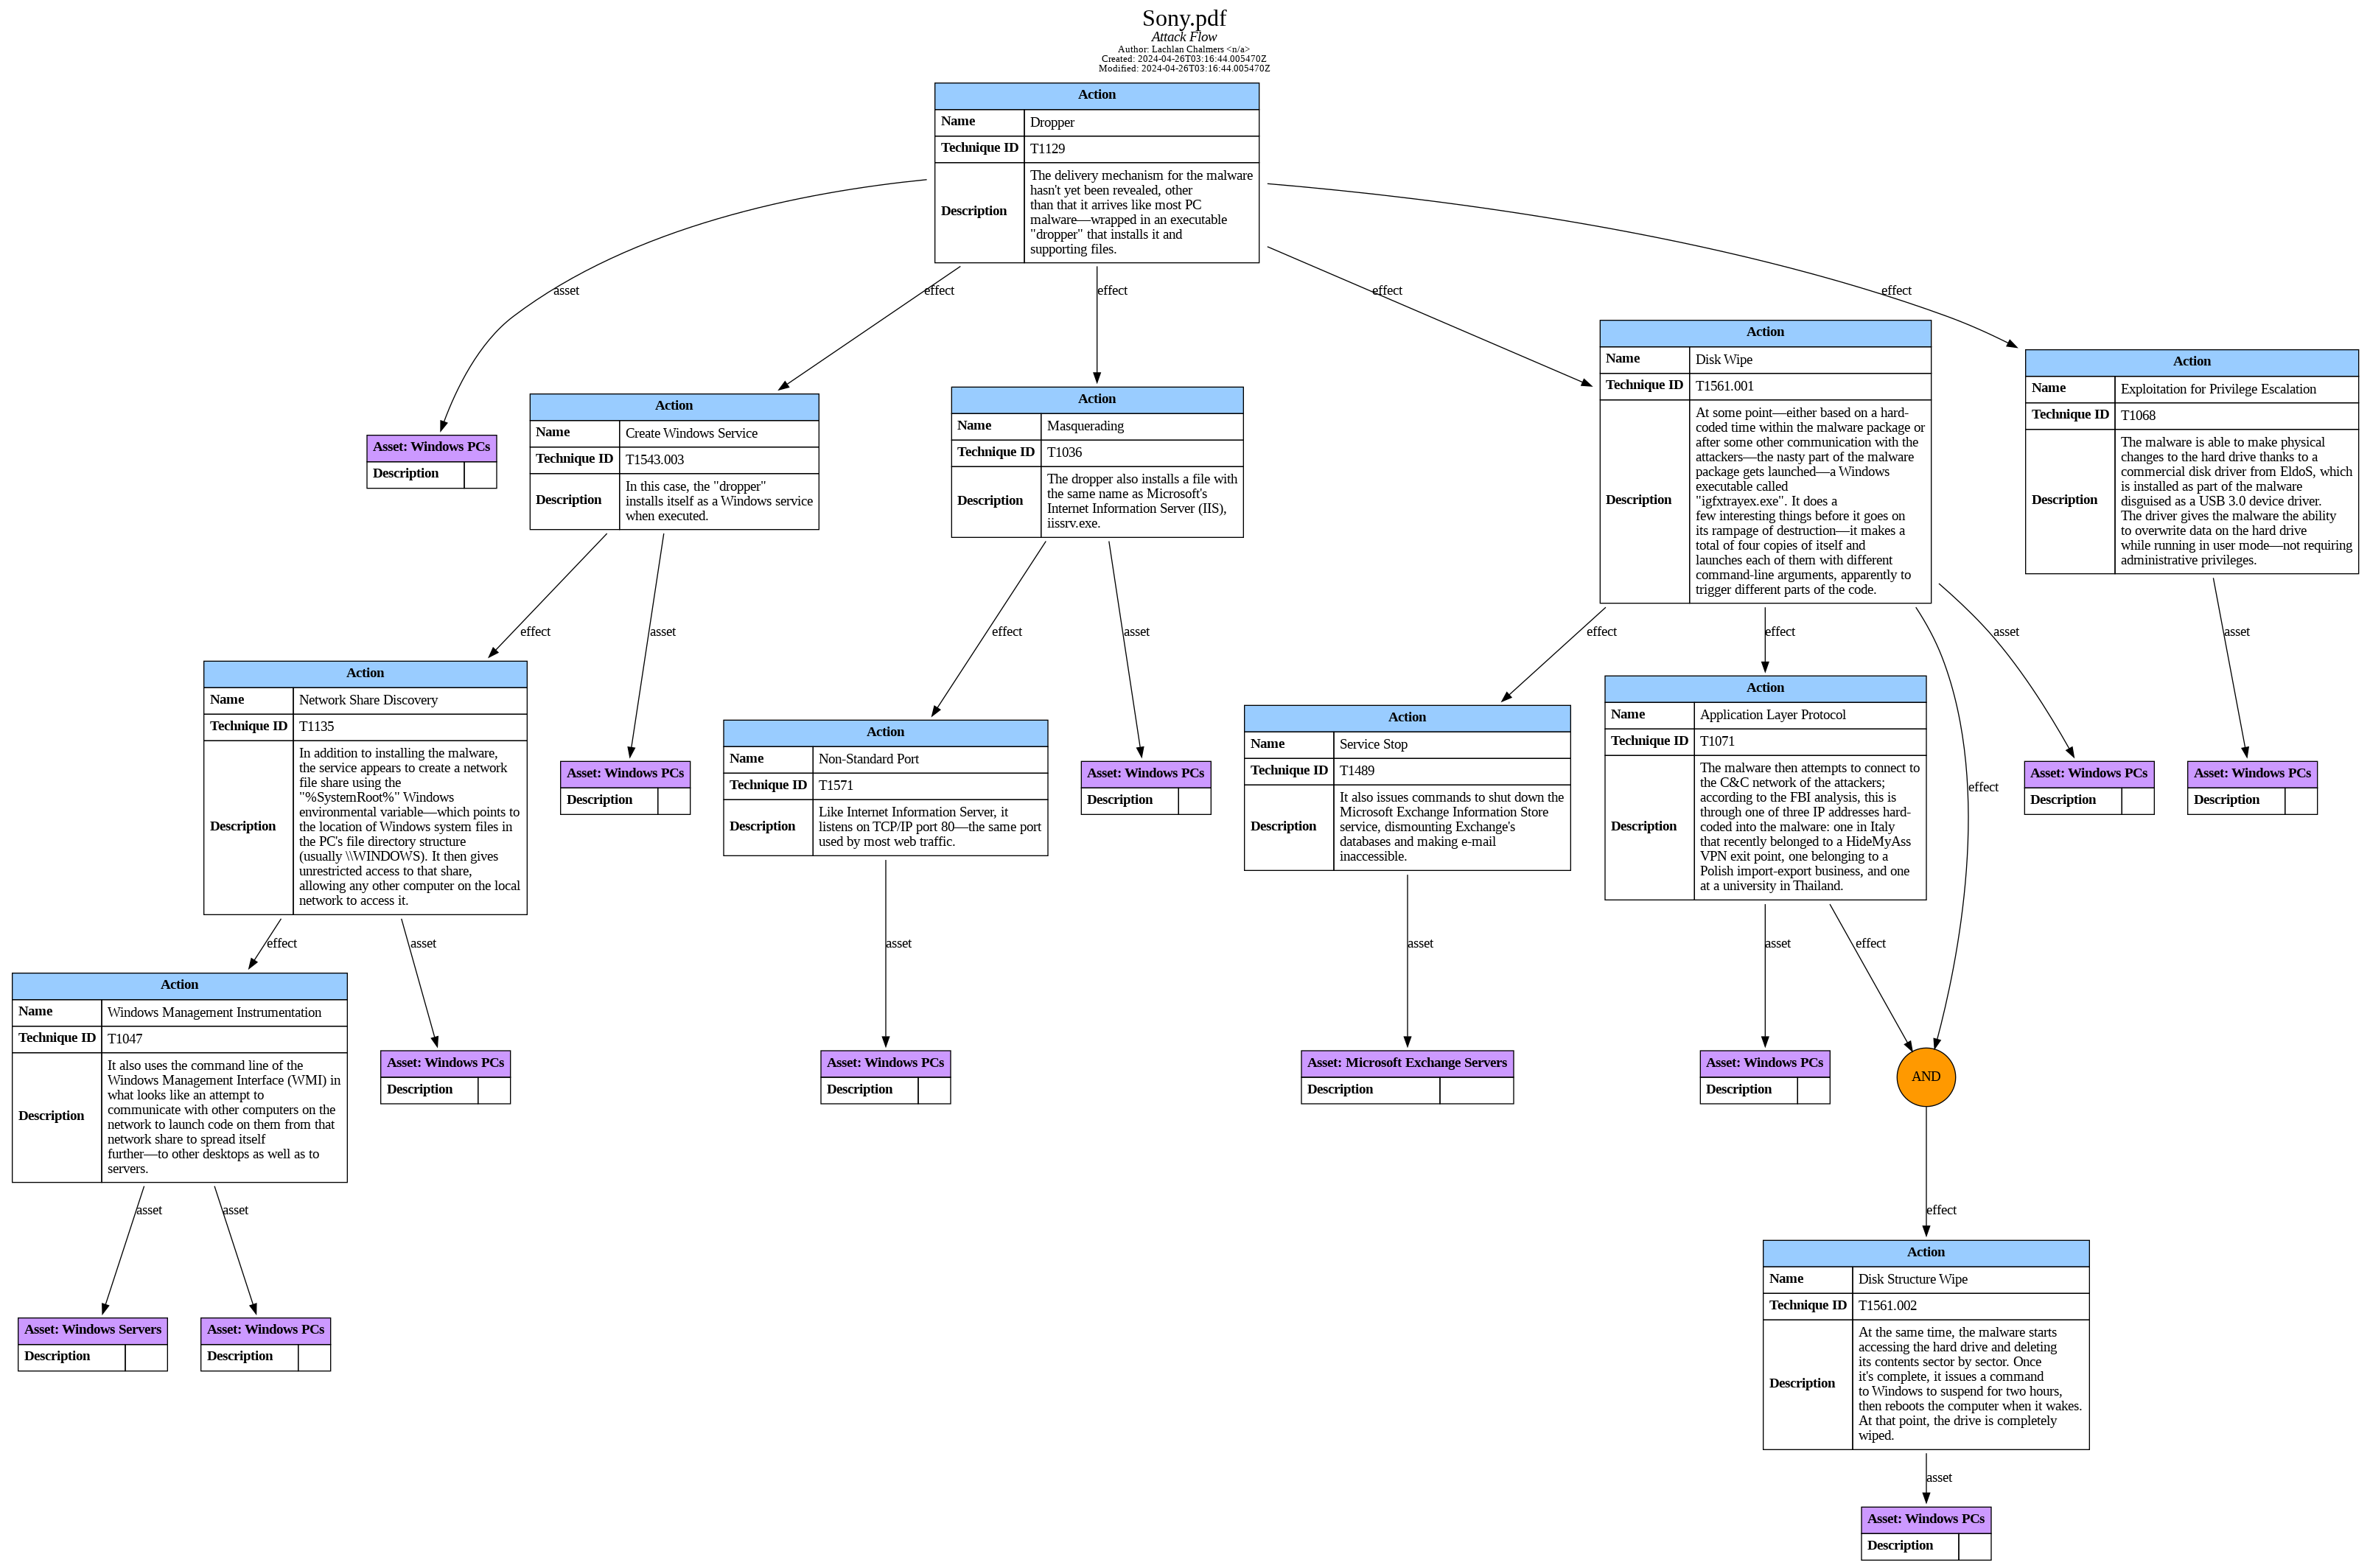 Sony.pdf
Attack Flow
Author: Lachlan Chalmers <n/a>
Created: 2024-04-26T03:16:44.005470Z
Modified: 2024-04-26T03:16:44.005470Z
Action
Name
Dropper
Technique ID
T1129
Description
The delivery mechanism for the malware
hasn't yet been revealed, other
than that it arrives like most PC
malware—wrapped in an executable
"dropper" that installs it and
supporting files.
asset
effect
effect
effect
effect
Asset: Windows PCs
Description
Action
Name
Create Windows Service
Technique ID
T1543.003
Description
In this case, the "dropper"
installs itself as a Windows service
when executed.
Action
Name
Masquerading
Technique ID
T1036
Description
The dropper also installs a file with
the same name as Microsoft's
Internet Information Server (IIS),
iissrv.exe.
Action
Name
Disk Wipe
Technique ID
T1561.001
Description
At some point—either based on a hard-
coded time within the malware package or
after some other communication with the
attackers—the nasty part of the malware
package gets launched—a Windows
executable called
"igfxtrayex.exe". It does a
few interesting things before it goes on
its rampage of destruction—it makes a
total of four copies of itself and
launches each of them with different
command-line arguments, apparently to
trigger different parts of the code.
Action
Name
Exploitation for Privilege Escalation
Technique ID
T1068
Description
The malware is able to make physical
changes to the hard drive thanks to a
commercial disk driver from EldoS, which
is installed as part of the malware
disguised as a USB 3.0 device driver.
The driver gives the malware the ability
to overwrite data on the hard drive
while running in user mode—not requiring
administrative privileges.
effect
asset
effect
asset
effect
effect
asset
asset
effect
Action
Name
Network Share Discovery
Technique ID
T1135
Description
In addition to installing the malware,
the service appears to create a network
file share using the
"%SystemRoot%" Windows
environmental variable—which points to
the location of Windows system files in
the PC's file directory structure
(usually \\WINDOWS). It then gives
unrestricted access to that share,
allowing any other computer on the local
network to access it.
Asset: Windows PCs
Description
Action
Name
Non-Standard Port
Technique ID
T1571
Description
Like Internet Information Server, it
listens on TCP/IP port 80—the same port
used by most web traffic.
Asset: Windows PCs
Description
Action
Name
Service Stop
Technique ID
T1489
Description
It also issues commands to shut down the
Microsoft Exchange Information Store
service, dismounting Exchange's
databases and making e-mail
inaccessible.
Action
Name
Application Layer Protocol
Technique ID
T1071
Description
The malware then attempts to connect to
the C&C network of the attackers;
according to the FBI analysis, this is
through one of three IP addresses hard-
coded into the malware: one in Italy
that recently belonged to a HideMyAss
VPN exit point, one belonging to a
Polish import-export business, and one
at a university in Thailand.
Asset: Windows PCs
Description
Asset: Windows PCs
Description
effect
asset
asset
asset
asset
effect
Action
Name
Windows Management Instrumentation
Technique ID
T1047
Description
It also uses the command line of the
Windows Management Interface (WMI) in
what looks like an attempt to
communicate with other computers on the
network to launch code on them from that
network share to spread itself
further—to other desktops as well as to
servers.
Asset: Windows PCs
Description
Asset: Windows PCs
Description
Asset: Microsoft Exchange Servers
Description
Asset: Windows PCs
Description
AND
asset
asset
effect
Asset: Windows Servers
Description
Asset: Windows PCs
Description
Action
Name
Disk Structure Wipe
Technique ID
T1561.002
Description
At the same time, the malware starts
accessing the hard drive and deleting
its contents sector by sector. Once
it's complete, it issues a command
to Windows to suspend for two hours,
then reboots the computer when it wakes.
At that point, the drive is completely
wiped.
asset
Asset: Windows PCs
Description